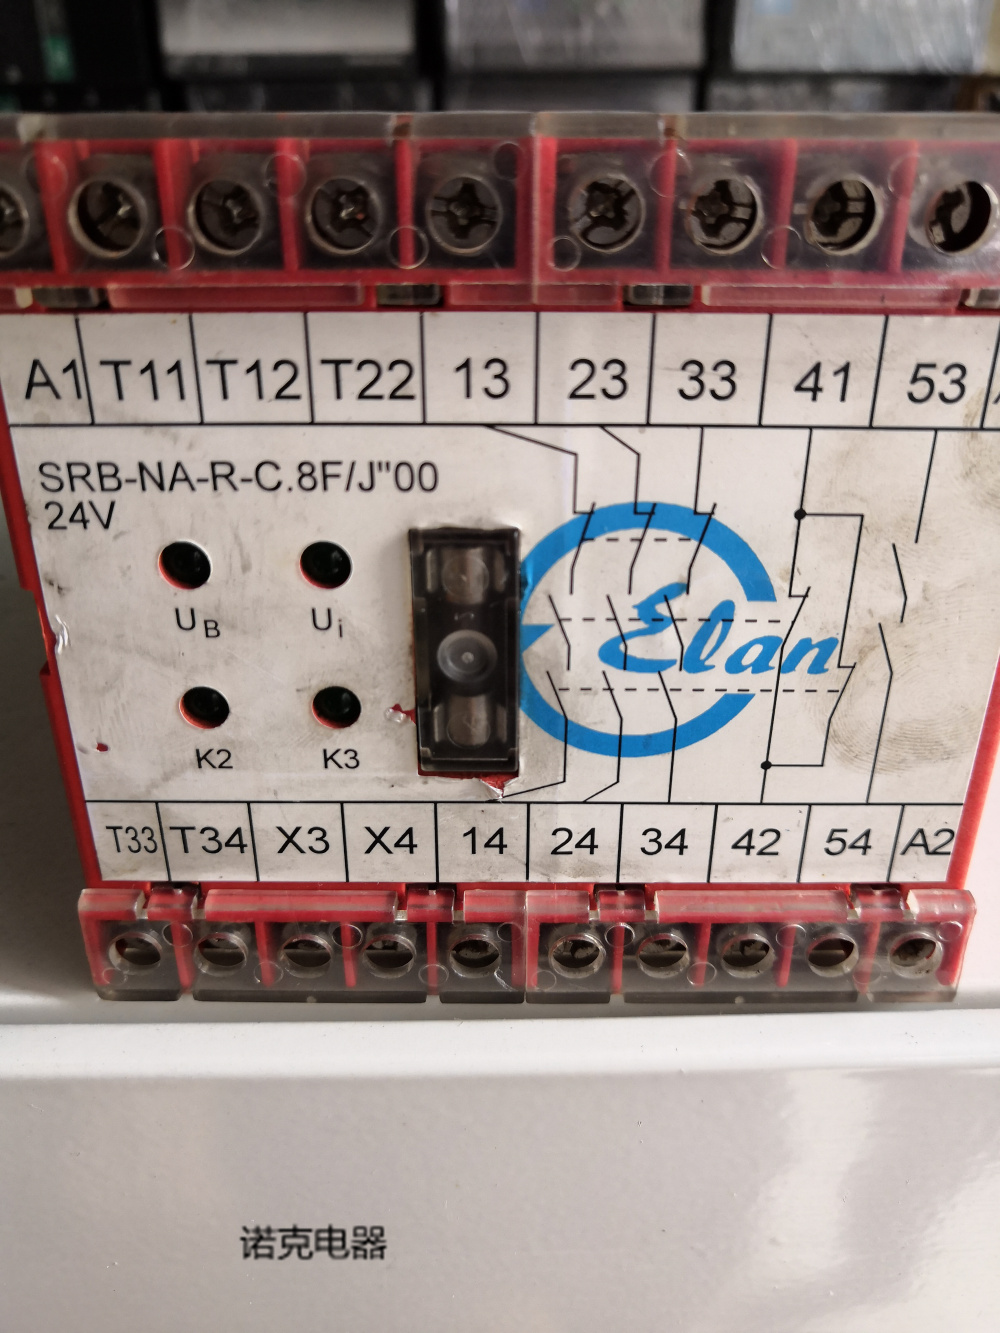 A1 T11 T12 T22 13 23 33 41 53
SRB-NA-R-C.8F/J"00
24V
UB Ui
Elan
K2 K3
T33 T34 X3 X4 14 24 34 42 54 A2
诺克电器